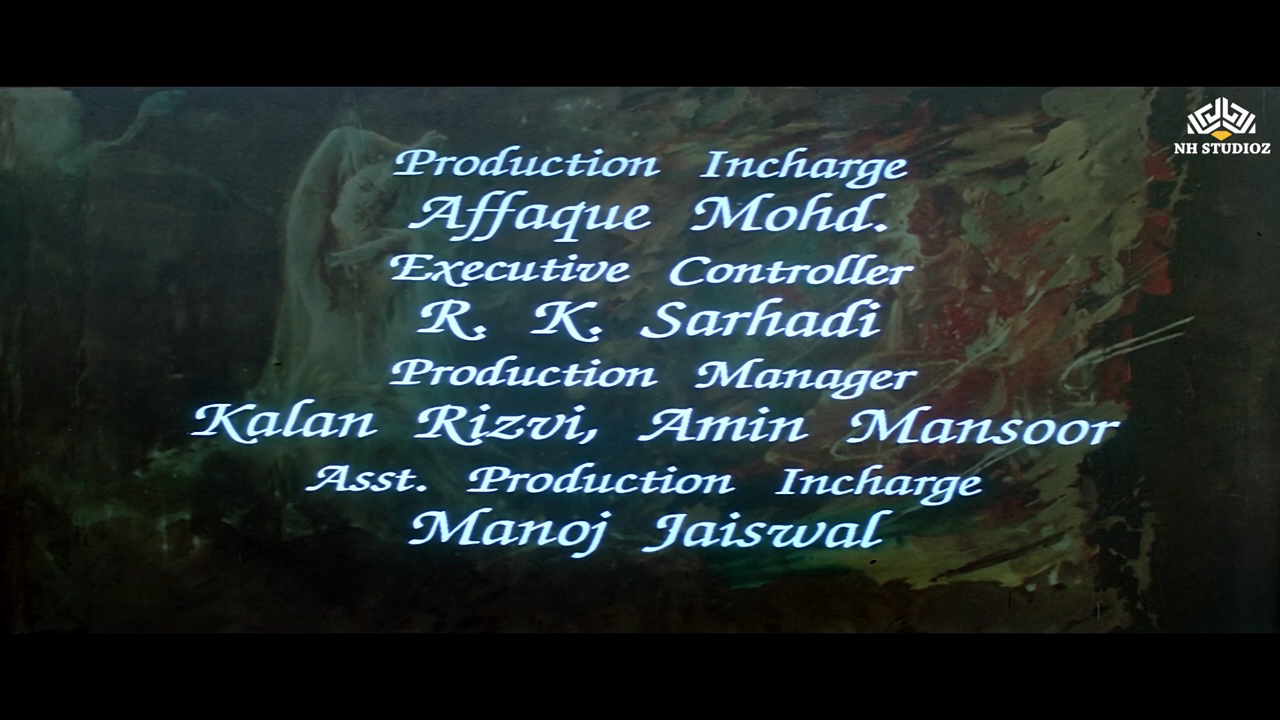 Production Incharge
Affaque Mohd.
Executive Controller
R. K. Sarhadi
Production Manager
Kalan Rizvi, Amin Mansoor
Asst. Production Incharge
Manoj Jaiswal
NH STUDIOZ